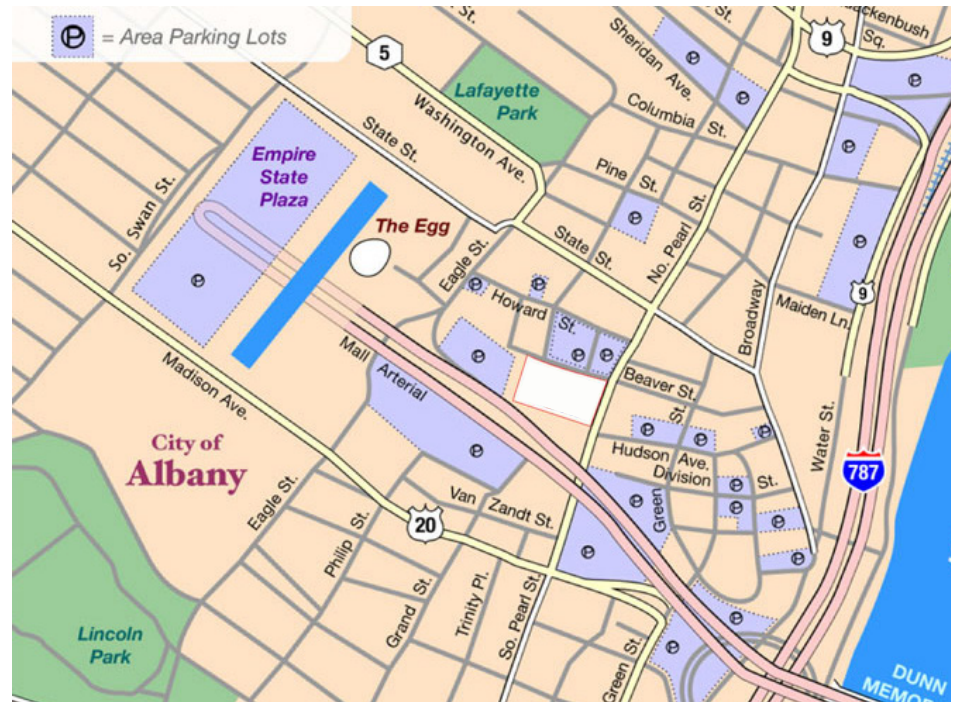 P = Area Parking Lots
5
9
Sq.
Sheridan Ave.
Lafayette
Park
Washington Ave.
Columbia St.
State St.
Empire
State
Plaza
Pine St.
So. Swan St.
The Egg
Eagle St.
State St.
No. Pearl St.
P
P
P
P
P
P
P
P
P
Howard St.
Broadway
Maiden Ln.
9
Mall Arterial
P
P
P
Beaver St.
Madison Ave.
City of
Albany
Hudson Ave.
Division St.
Green St.
Water St.
787
P
P
P
P
P
P
P
P
Eagle St.
Van Zandt St.
20
Philip St.
Grand St.
Trinity Pl.
So. Pearl St.
P
P
P
P
P
Green St.
Lincoln
Park
DUNN